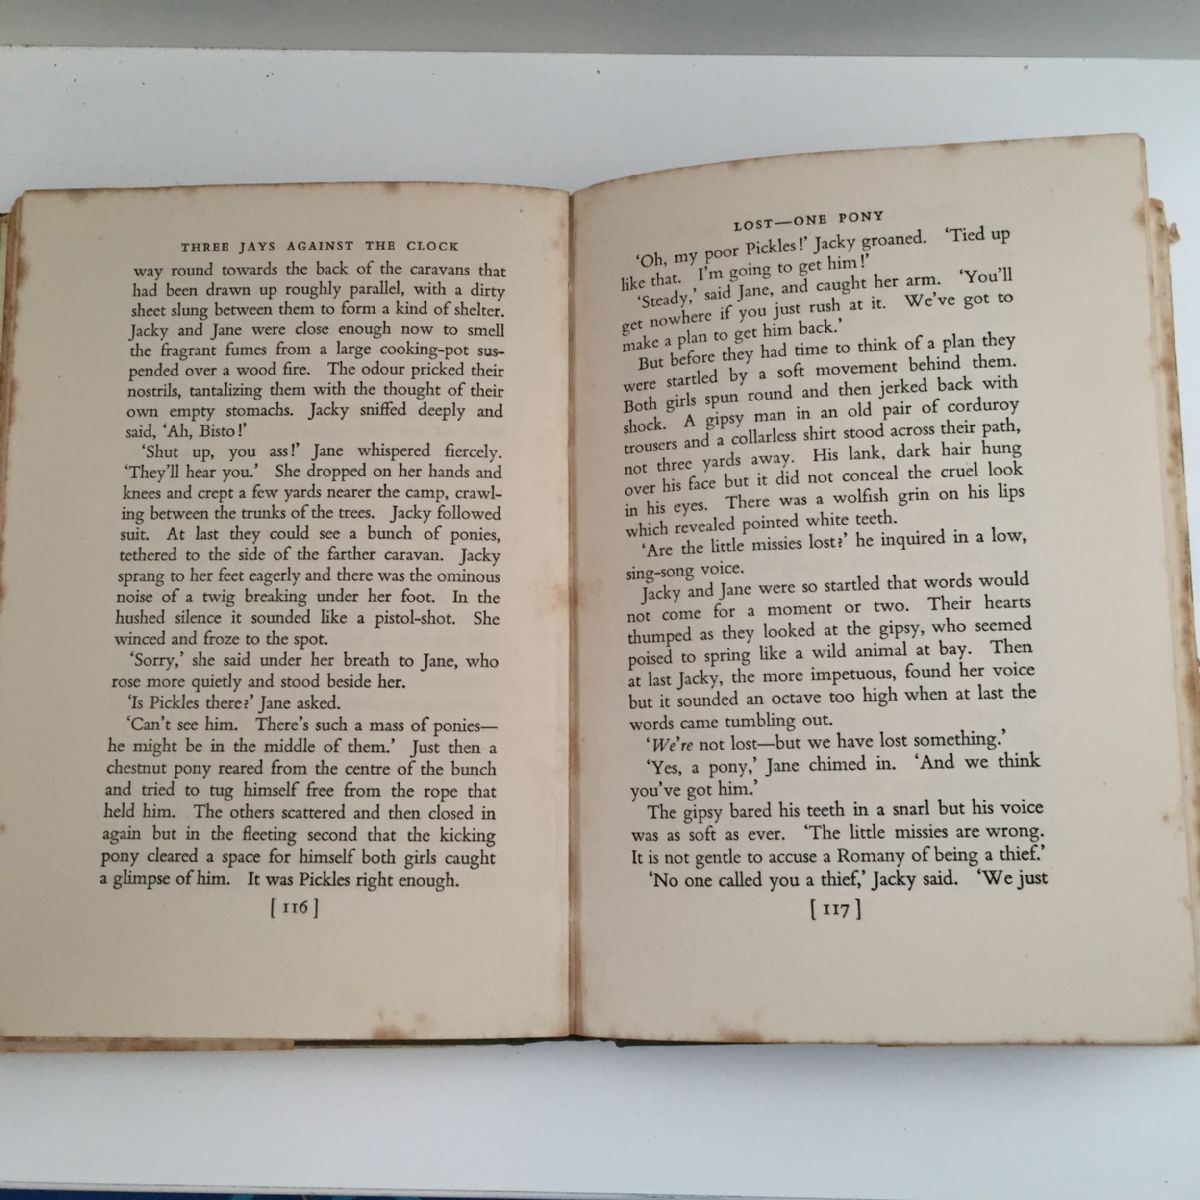 THREE JAYS AGAINST THE CLOCK
way round towards the back of the caravans that
had been drawn up roughly parallel, with a dirty
sheet slung between them to form a kind of shelter.
Jacky and Jane were close enough now to smell
the fragrant fumes from a large cooking-pot sus-
pended over a wood fire. The odour pricked their
nostrils, tantalizing them with the thought of their
own empty stomachs. Jacky sniffed deeply and
said, ‘Ah, Bisto!’
‘Shut up, you ass!’ Jane whispered fiercely.
‘They'll hear you.’ She dropped on her hands and
knees and crept a few yards nearer the camp, crawl-
ing between the trunks of the trees. Jacky followed
suit. At last they could see a bunch of ponies,
tethered to the side of the farther caravan. Jacky
sprang to her feet eagerly and there was the ominous
noise of a twig breaking under her foot. In the
hushed silence it sounded like a pistol-shot. She
winced and froze to the spot.
‘Sorry,’ she said under her breath to Jane, who
rose more quietly and stood beside her.
‘Is Pickles there?’ Jane asked.
‘Can't see him. There's such a mass of ponies—
he might be in the middle of them.’ Just then a
chestnut pony reared from the centre of the bunch
and tried to tug himself free from the rope that
held him. The others scattered and then closed in
again but in the fleeting second that the kicking
pony cleared a space for himself both girls caught
a glimpse of him. It was Pickles right enough.
[ 116 ]
LOST—ONE PONY
‘Oh, my poor Pickles!’ Jacky groaned. ‘Tied up
like that. I'm going to get him!’
‘Steady,’ said Jane, and caught her arm. ‘You'll
get nowhere if you just rush at it. We've got to
make a plan to get him back.’
But before they had time to think of a plan they
were startled by a soft movement behind them.
Both girls spun round and then jerked back with
shock. A gipsy man in an old pair of corduroy
trousers and a collarless shirt stood across their path,
not three yards away. His lank, dark hair hung
over his face but it did not conceal the cruel look
in his eyes. There was a wolfish grin on his lips
which revealed pointed white teeth.
‘Are the little missies lost?’ he inquired in a low,
sing-song voice.
Jacky and Jane were so startled that words would
not come for a moment or two. Their hearts
thumped as they looked at the gipsy, who seemed
poised to spring like a wild animal at bay. Then
at last Jacky, the more impetuous, found her voice
but it sounded an octave too high when at last the
words came tumbling out.
‘We're not lost—but we have lost something.’
‘Yes, a pony,’ Jane chimed in. ‘And we think
you've got him.’
The gipsy bared his teeth in a snarl but his voice
was as soft as ever. ‘The little missies are wrong.
It is not gentle to accuse a Romany of being a thief.’
‘No one called you a thief,’ Jacky said. ‘We just
[ 117 ]